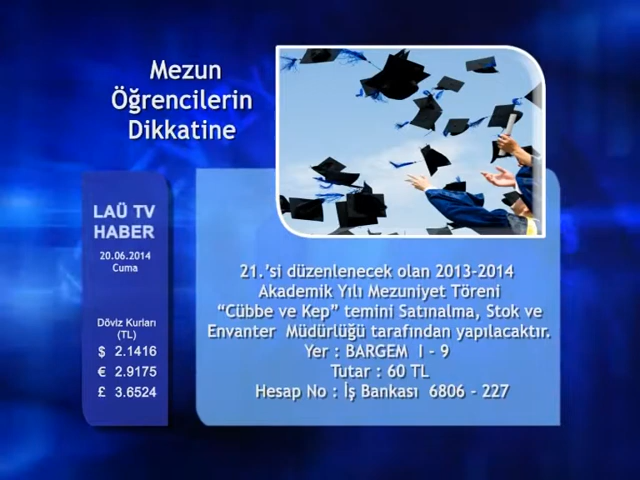 Mezun
Öğrencilerin
Dikkatine
LAÜ TV
HABER
20.06.2014
Cuma
Döviz Kurları
(TL)
$ 2.1416
€ 2.9175
£ 3.6524
21.'si düzenlenecek olan 2013-2014
Akademik Yılı Mezuniyet Töreni
“Cübbe ve Kep” temini Satınalma, Stok ve
Envanter Müdürlüğü tarafından yapılacaktır.
Yer : BARGEM I - 9
Tutar : 60 TL
Hesap No : İş Bankası 6806 - 227